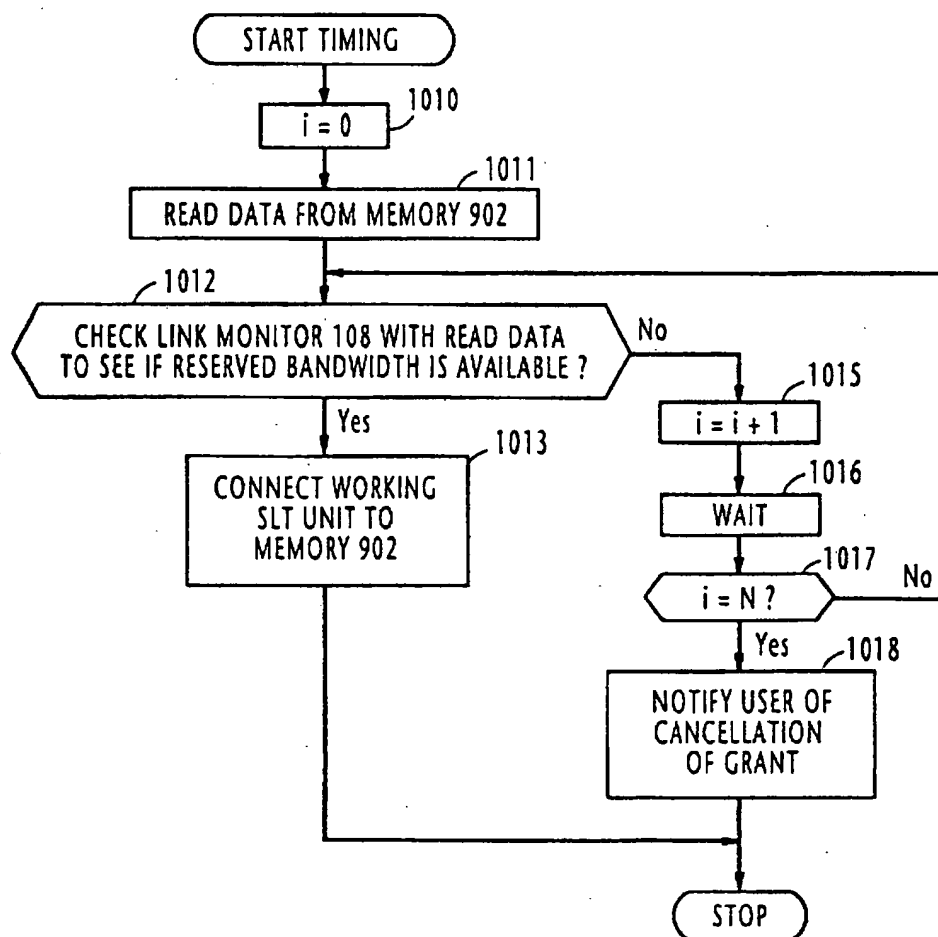 START TIMING
1010
i = 0
1011
READ DATA FROM MEMORY 902
1012
CHECK LINK MONITOR 108 WITH READ DATA
TO SEE IF RESERVED BANDWIDTH IS AVAILABLE ?
No
Yes
1015
i = i + 1
1013
CONNECT WORKING
SLT UNIT TO
MEMORY 902
1016
WAIT
1017
i = N ?
No
Yes
1018
NOTIFY USER OF
CANCELLATION
OF GRANT
STOP